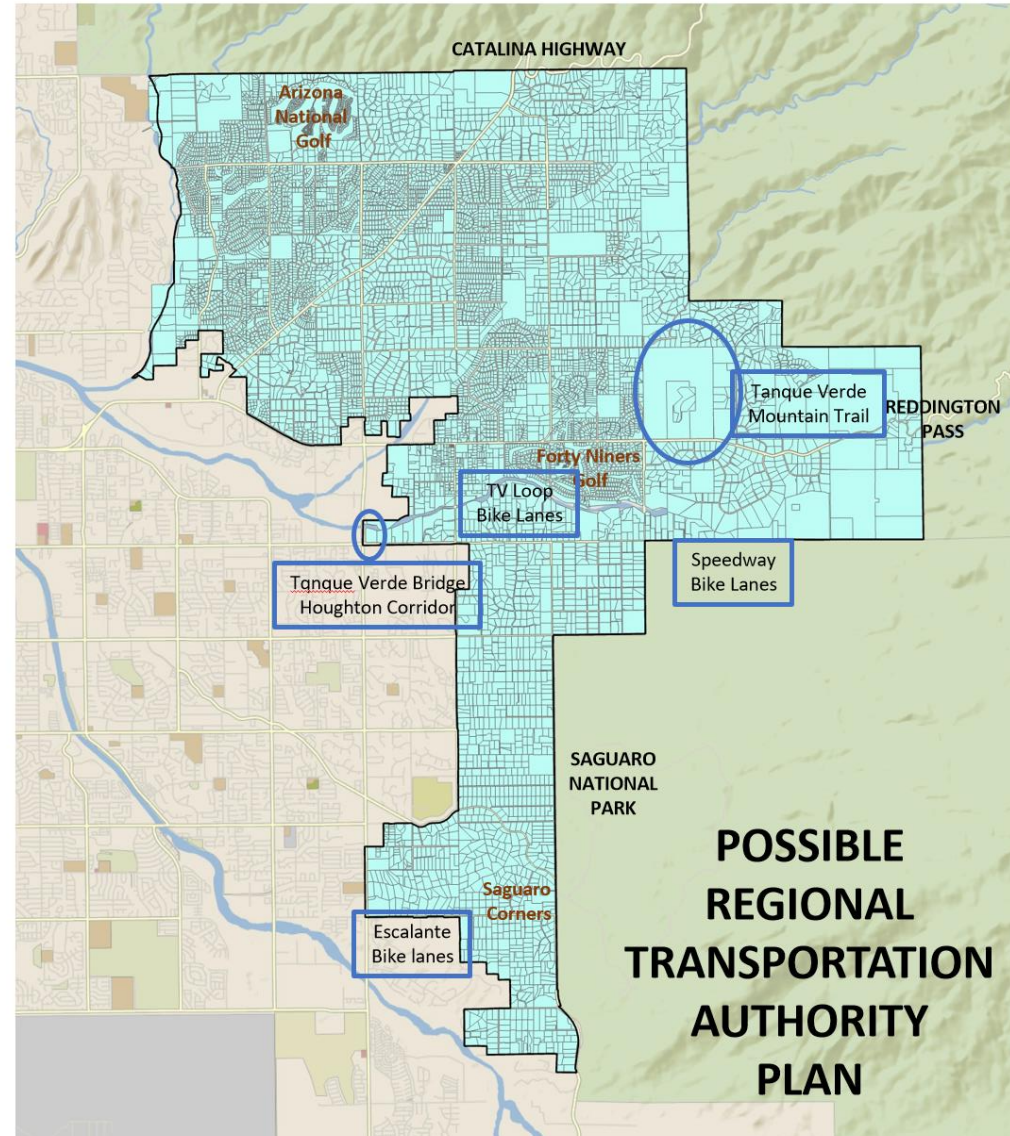 CATALINA HIGHWAY
Arizona
National
Golf
Tanque Verde
Mountain Trail
REDDINGTON
PASS
Forty Niners
Golf
TV Loop
Bike Lanes
Speedway
Bike Lanes
Tanque Verde Bridge
Houghton Corridor
SAGUARO
NATIONAL
PARK
Saguaro
Corners
Escalante
Bike lanes
POSSIBLE
REGIONAL
TRANSPORTATION
AUTHORITY
PLAN